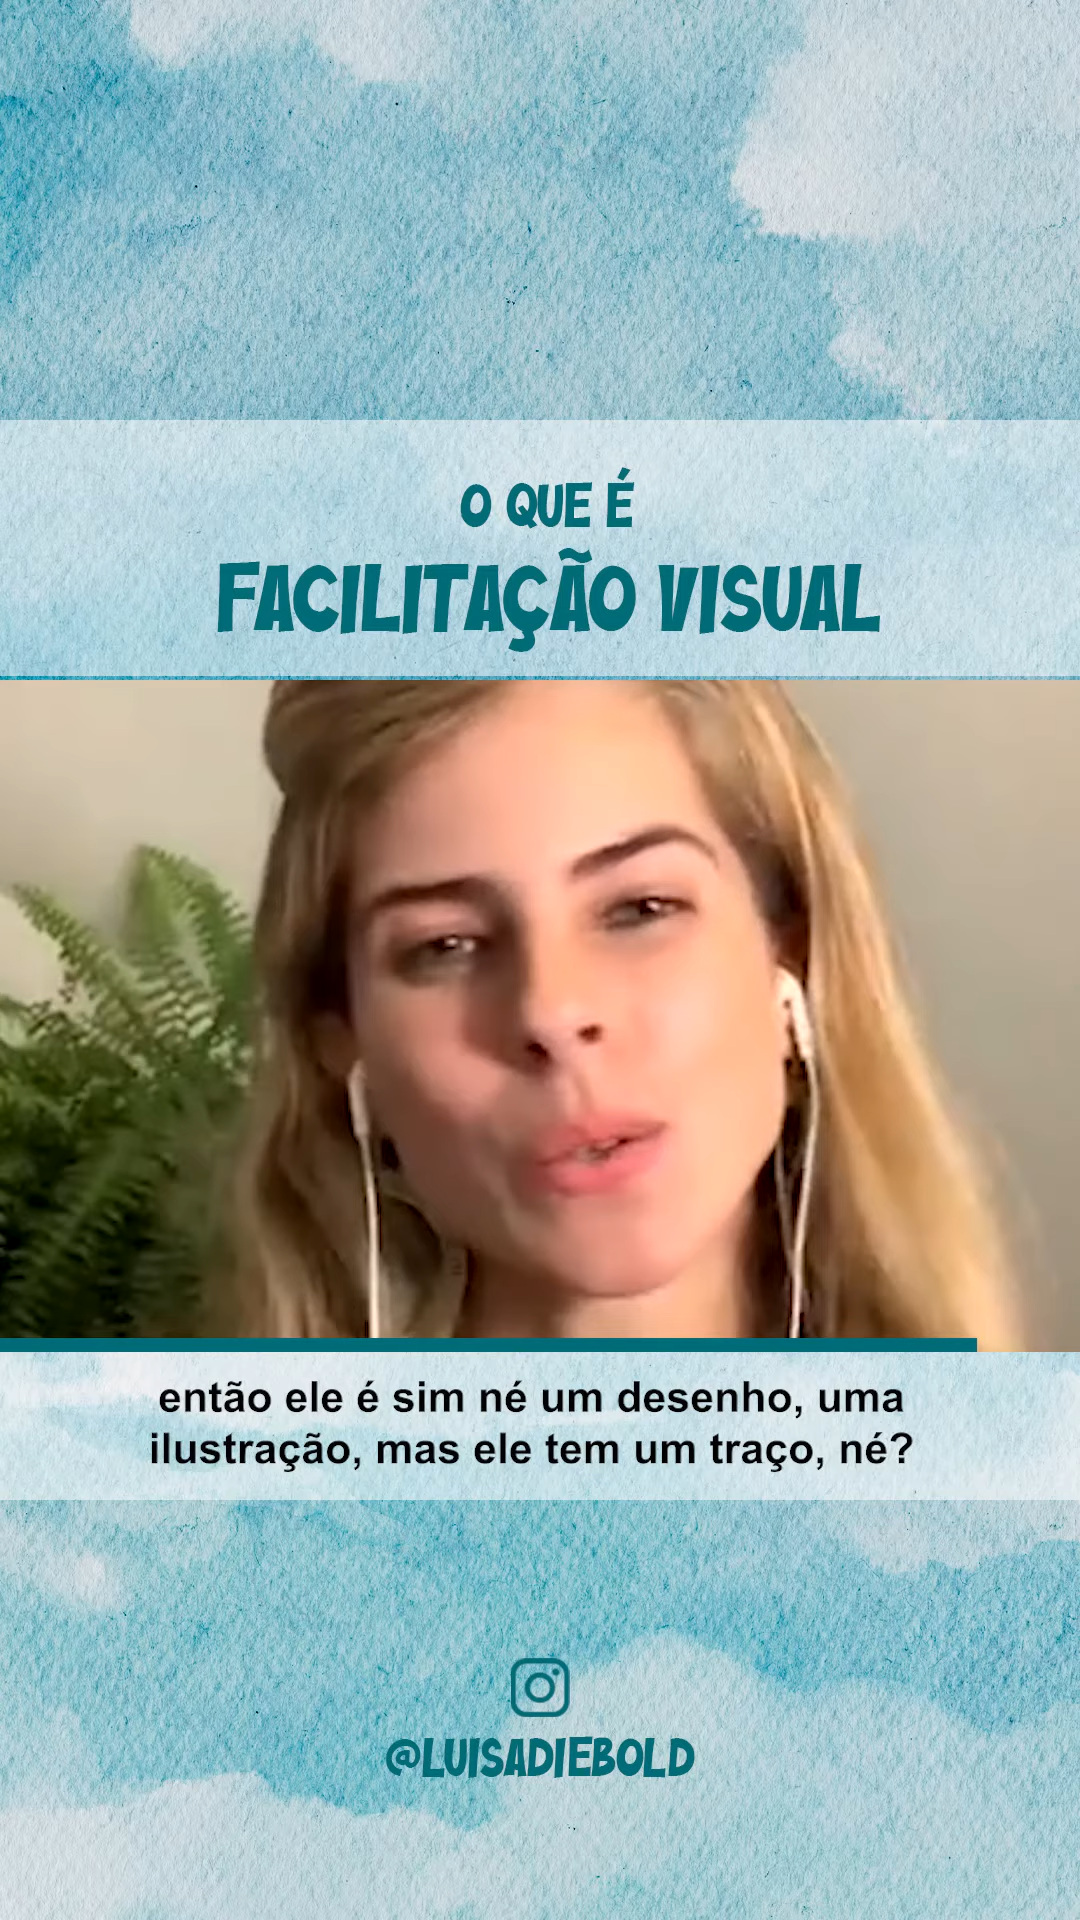 O QUE É
FACILITAÇÃO VISUAL
então ele é sim né um desenho, uma
ilustração, mas ele tem um traço, né?
@LUISADIEBOLD